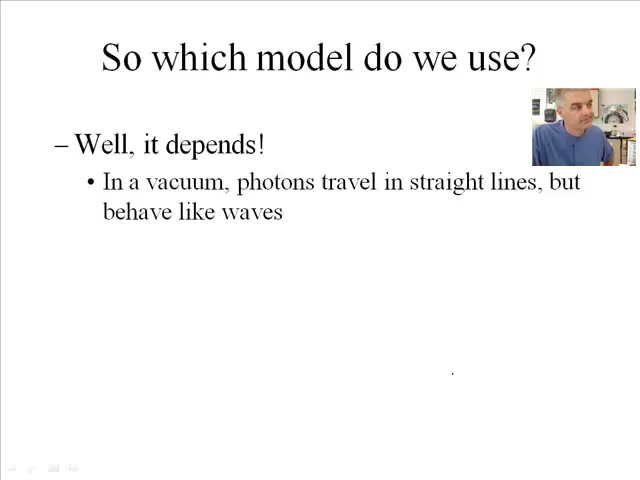 So which model do we use?
– Well, it depends!
• In a vacuum, photons travel in straight lines, but
behave like waves